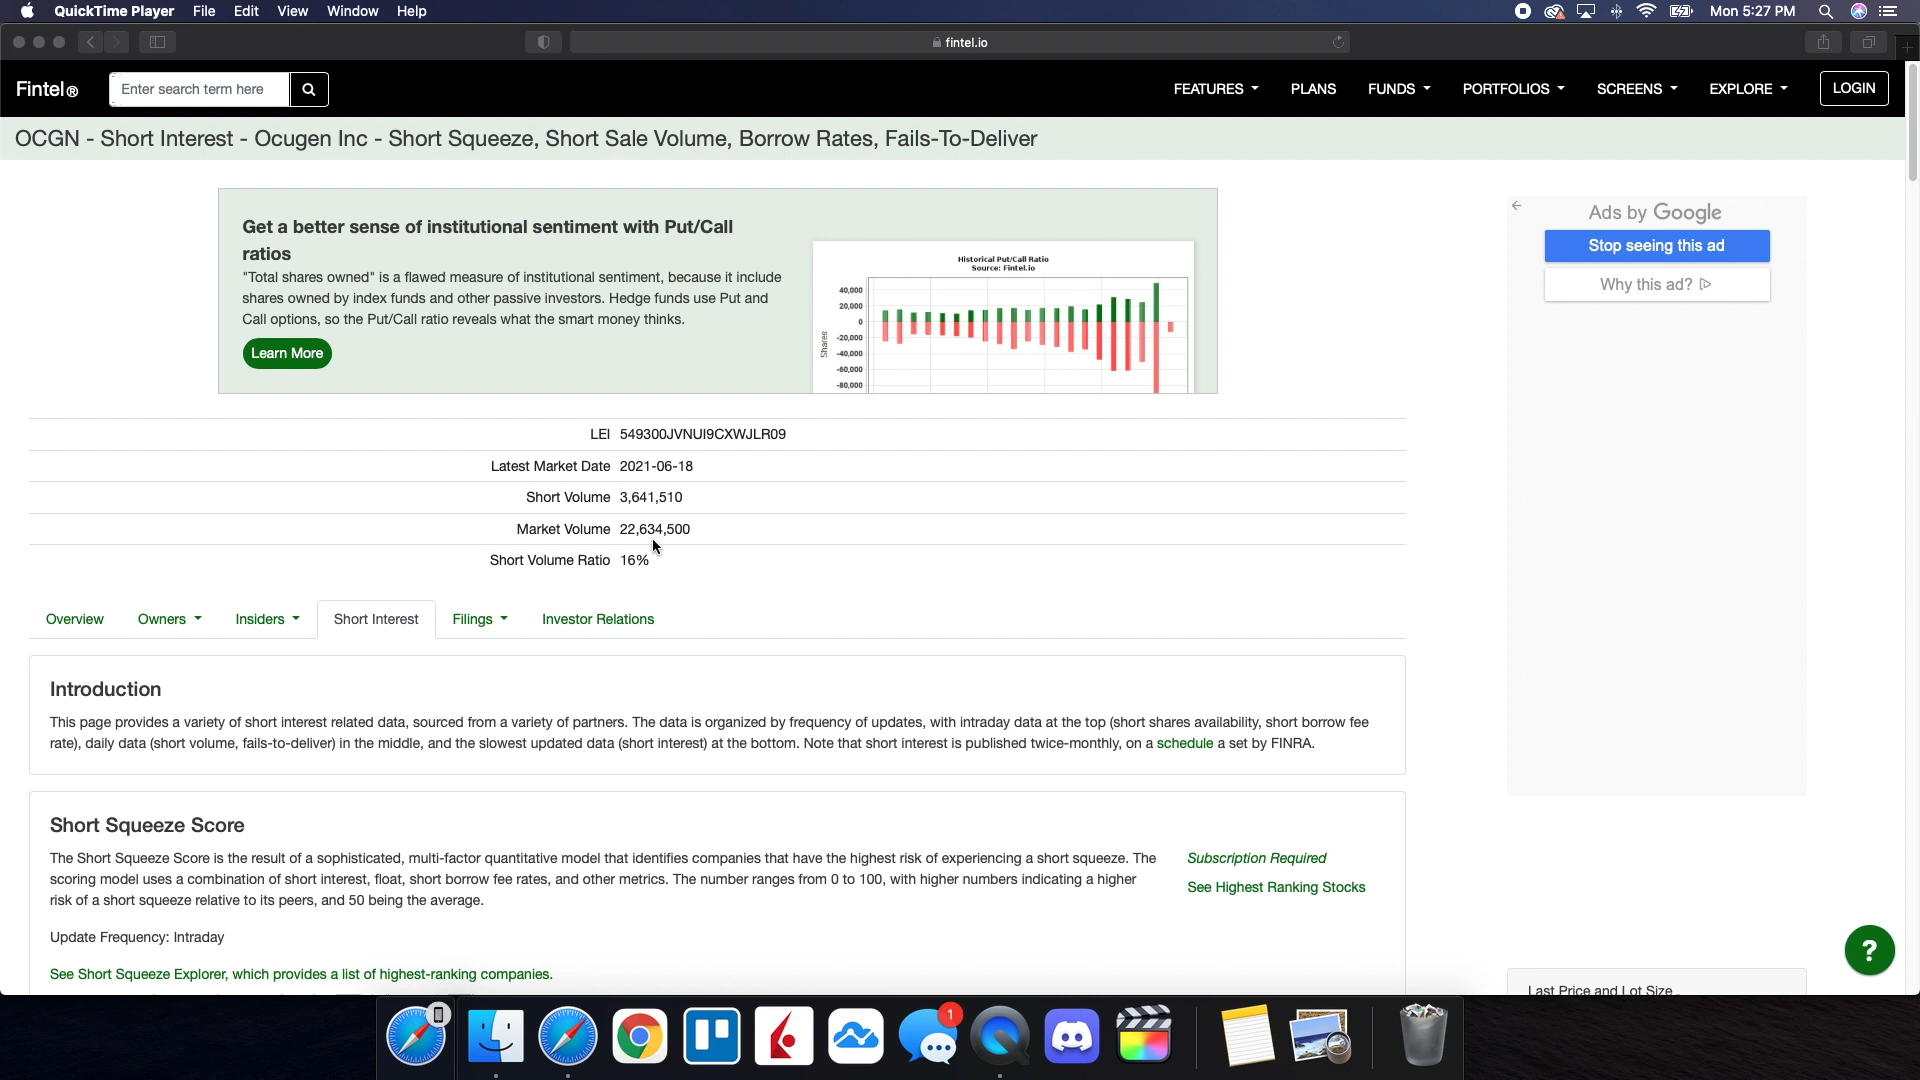 QuickTime Player File Edit View Window Help Mon 5:27 PM
fintel.io
Fintel® Enter search term here FEATURES PLANS FUNDS PORTFOLIOS SCREENS EXPLORE LOGIN
OCGN - Short Interest - Ocugen Inc - Short Squeeze, Short Sale Volume, Borrow Rates, Fails-To-Deliver
Get a better sense of institutional sentiment with Put/Call
ratios
"Total shares owned" is a flawed measure of institutional sentiment, because it include
shares owned by index funds and other passive investors. Hedge funds use Put and
Call options, so the Put/Call ratio reveals what the smart money thinks.
Learn More
Historical Put/Call Ratio
Source: Fintel.io
Shares
40,000
20,000
0
-20,000
-40,000
-60,000
-80,000
Ads by Google
Stop seeing this ad
Why this ad?
LEI 549300JVNUI9CXWJLR09
Latest Market Date 2021-06-18
Short Volume 3,641,510
Market Volume 22,634,500
Short Volume Ratio 16%
Overview Owners Insiders Short Interest Filings Investor Relations
Introduction
This page provides a variety of short interest related data, sourced from a variety of partners. The data is organized by frequency of updates, with intraday data at the top (short shares availability, short borrow fee
rate), daily data (short volume, fails-to-deliver) in the middle, and the slowest updated data (short interest) at the bottom. Note that short interest is published twice-monthly, on a schedule a set by FINRA.
Short Squeeze Score
The Short Squeeze Score is the result of a sophisticated, multi-factor quantitative model that identifies companies that have the highest risk of experiencing a short squeeze. The
scoring model uses a combination of short interest, float, short borrow fee rates, and other metrics. The number ranges from 0 to 100, with higher numbers indicating a higher
risk of a short squeeze relative to its peers, and 50 being the average.
Subscription Required
See Highest Ranking Stocks
Update Frequency: Intraday
See Short Squeeze Explorer, which provides a list of highest-ranking companies.
?
Last Price and Lot Size
1